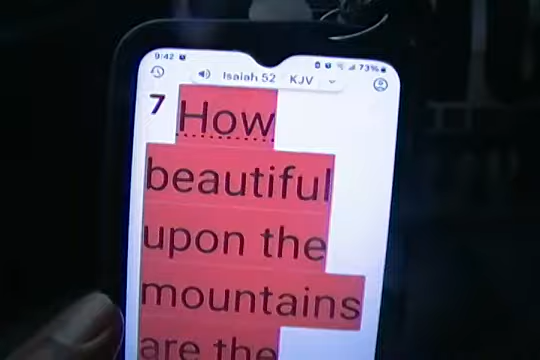 9:42 73%
Isaiah 52 KJV
7 How
beautiful
upon the
mountains
are the